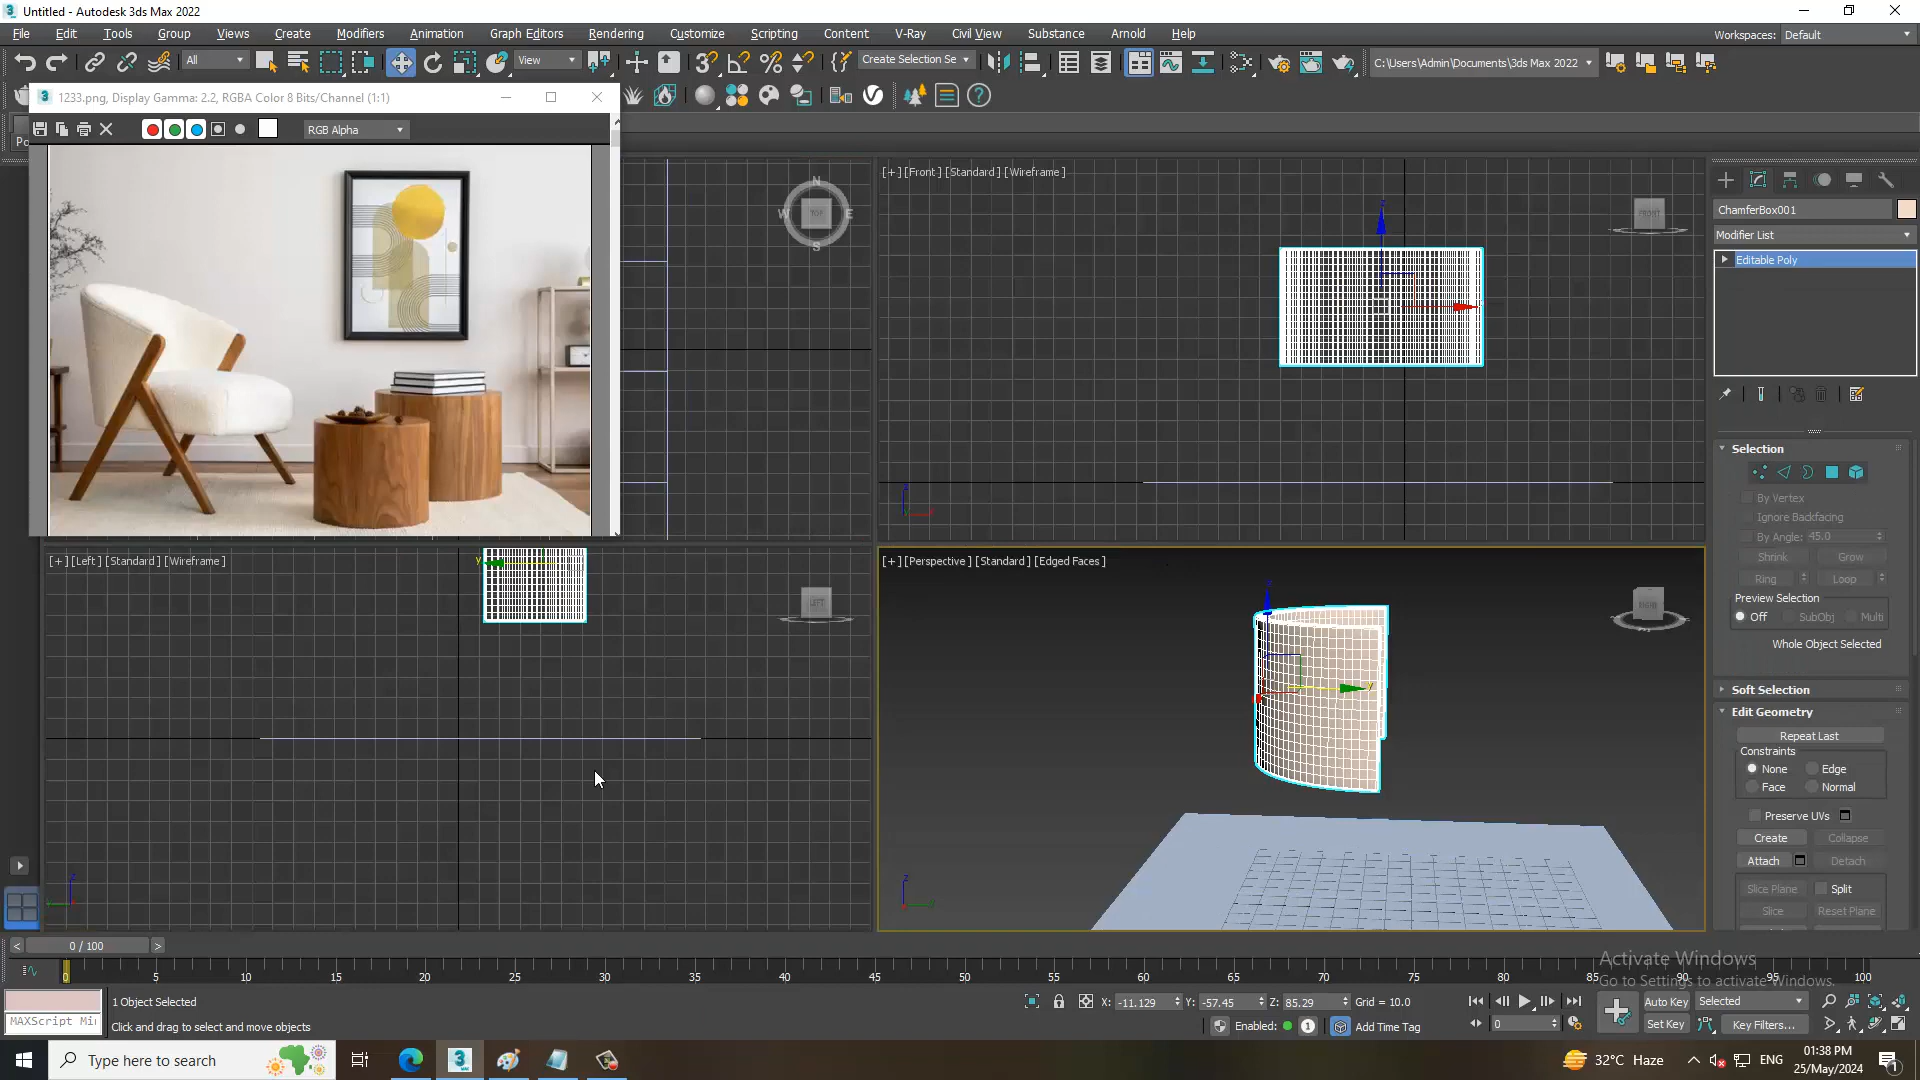 Untitled - Autodesk 3ds Max 2022
File Edit Tools Group Views Create Modifiers Animation Graph Editors Rendering Customize Scripting Content V-Ray Civil View Substance Arnold Help
Workspaces: Default
All
View
Create Selection Se
C:\Users\Admin\Documents\3ds Max 2022
1233.png, Display Gamma: 2.2, RGBA Color 8 Bits/Channel (1:1)
RGB Alpha
N
W TOP E
S
[+] [Front] [Standard] [Wireframe]
FRONT
z
ChamferBox001
Modifier List
Editable Poly
Selection
By Vertex
Ignore Backfacing
By Angle: 45.0
Shrink Grow
Ring Loop
Preview Selection
Off SubObj Multi
Whole Object Selected
Soft Selection
Edit Geometry
Repeat Last
Constraints
None Edge
Face Normal
Preserve UVs
Create Collapse
Attach Detach
Slice Plane Split
Slice Reset Plane
[+] [Left] [Standard] [Wireframe]
y
LEFT
z
[+] [Perspective] [Standard] [Edged Faces]
z
y
RIGHT
z
< 0 / 100 >
0 5 10 15 20 25 30 35 40 45 50 55 60 65 70 75 80 85 90 95 100
Activate Windows
Go to Settings to activate Windows.
1 Object Selected
Click and drag to select and move objects
MAXScript Mi
X: -11.129 Y: -57.45 Z: 85.29 Grid = 10.0
Enabled: 1 Add Time Tag
0
Auto Key Selected
Set Key Key Filters...
Type here to search
32°C Haze
ENG
01:38 PM
25/May/2024
1